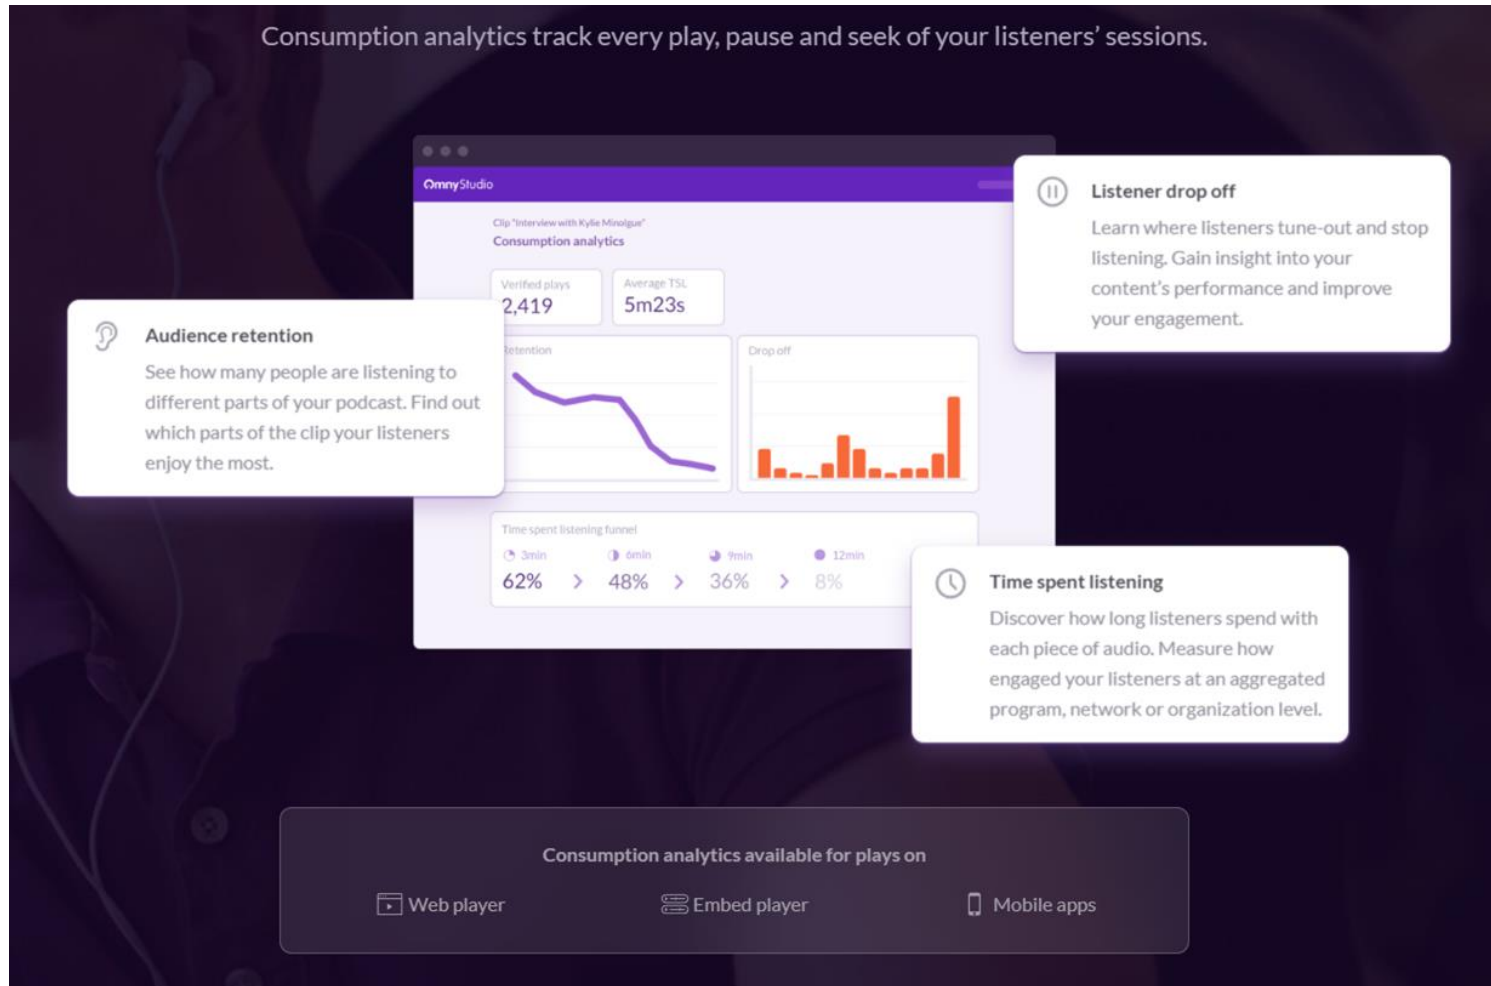 Consumption analytics track every play, pause and seek of your listeners' sessions.
OmnyStudio
Clip "Interview with Kylie Minolgue"
Consumption analytics
Verified plays
2,419
Average TSL
5m23s
Listener drop off
Learn where listeners tune-out and stop
listening. Gain insight into your
content's performance and improve
your engagement.
Audience retention
See how many people are listening to
different parts of your podcast. Find out
which parts of the clip your listeners
enjoy the most.
Retention
Drop off
Time spent listening funnel
3min
6min
9min
12min
62% > 48% > 36% > 8%
Time spent listening
Discover how long listeners spend with
each piece of audio. Measure how
engaged your listeners at an aggregated
program, network or organization level.
Consumption analytics available for plays on
Web player
Embed player
Mobile apps